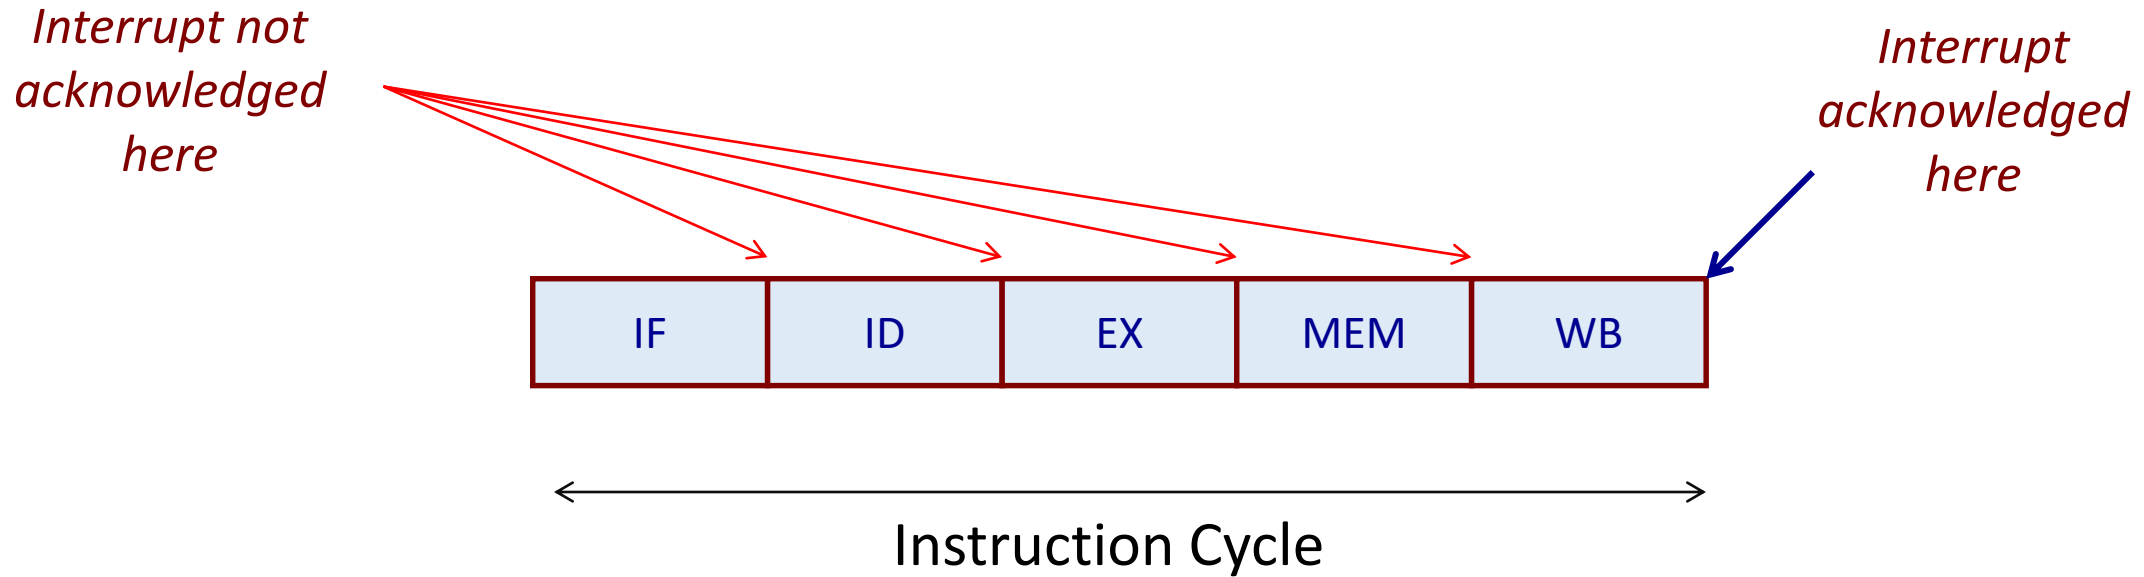 Interrupt not
acknowledged
here
Interrupt
acknowledged
here
IF ID EX MEM WB
Instruction Cycle